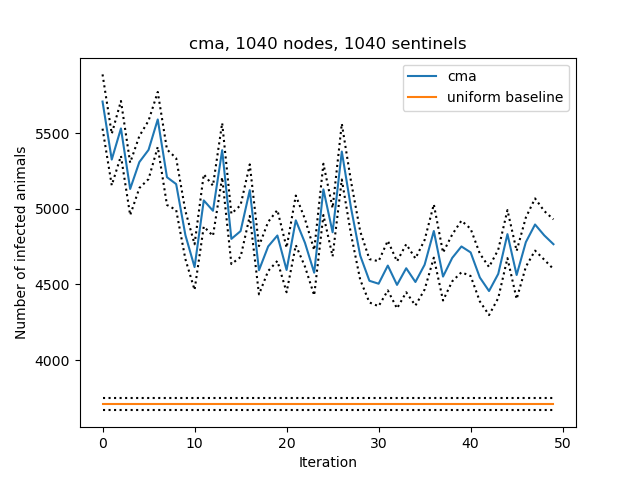 cma, 1040 nodes, 1040 sentinels
cma
uniform baseline
Number of infected animals
5500
5000
4500
4000
0 10 20 30 40 50
Iteration